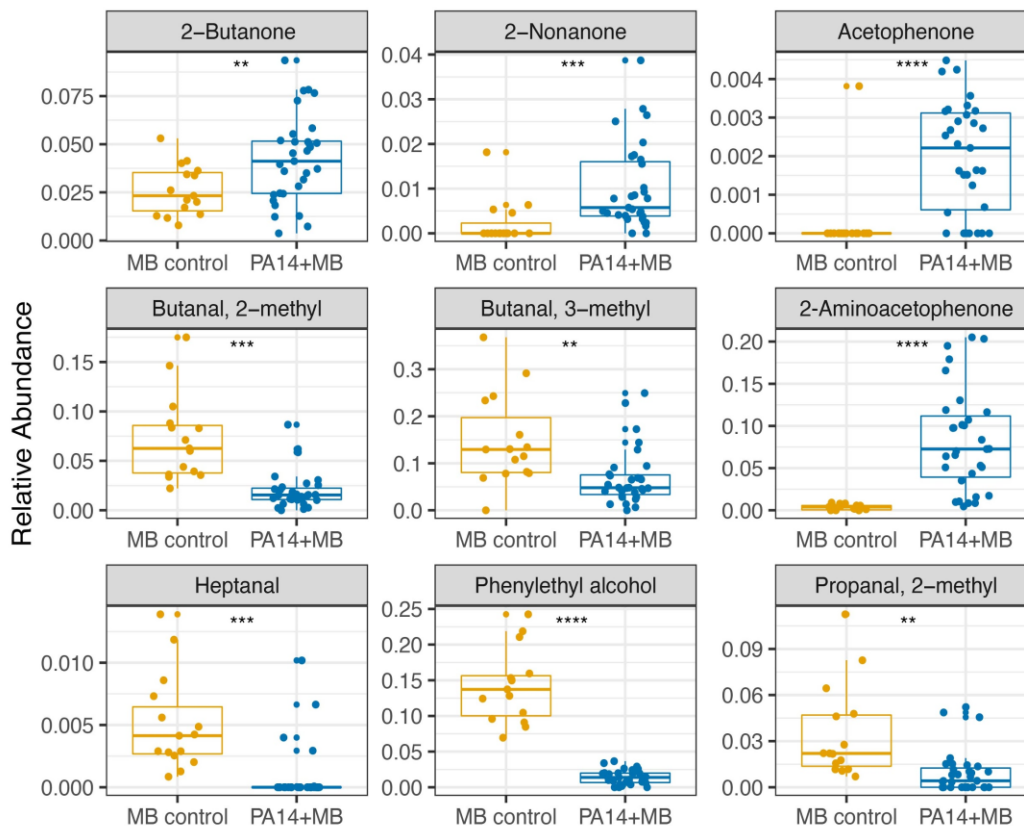 2−Butanone
**
0.075
0.050
0.025
0.000
MB control PA14+MB
2−Nonanone
***
0.04
0.03
0.02
0.01
0.00
MB control PA14+MB
Acetophenone
****
0.004
0.003
0.002
0.001
0.000
MB control PA14+MB
Relative Abundance
Butanal, 2−methyl
***
0.15
0.10
0.05
0.00
MB control PA14+MB
Butanal, 3−methyl
**
0.3
0.2
0.1
0.0
MB control PA14+MB
2-Aminoacetophenone
****
0.20
0.15
0.10
0.05
0.00
MB control PA14+MB
Heptanal
***
0.010
0.005
0.000
MB control PA14+MB
Phenylethyl alcohol
****
0.25
0.20
0.15
0.10
0.05
0.00
MB control PA14+MB
Propanal, 2−methyl
**
0.09
0.06
0.03
0.00
MB control PA14+MB